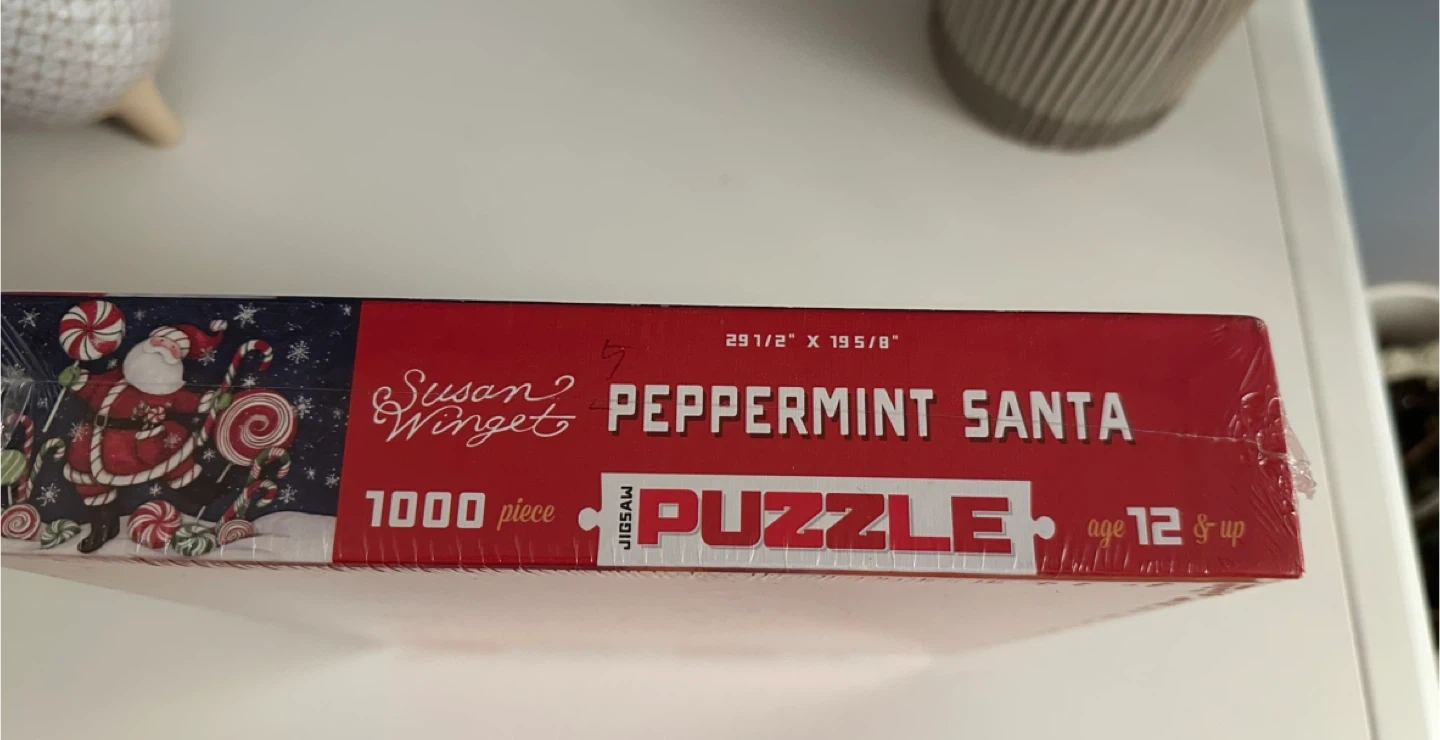 29 1/2" X 19 5/8"
Susan
Winget
PEPPERMINT SANTA
1000 piece
JIGSAW PUZZLE
age 12 & up